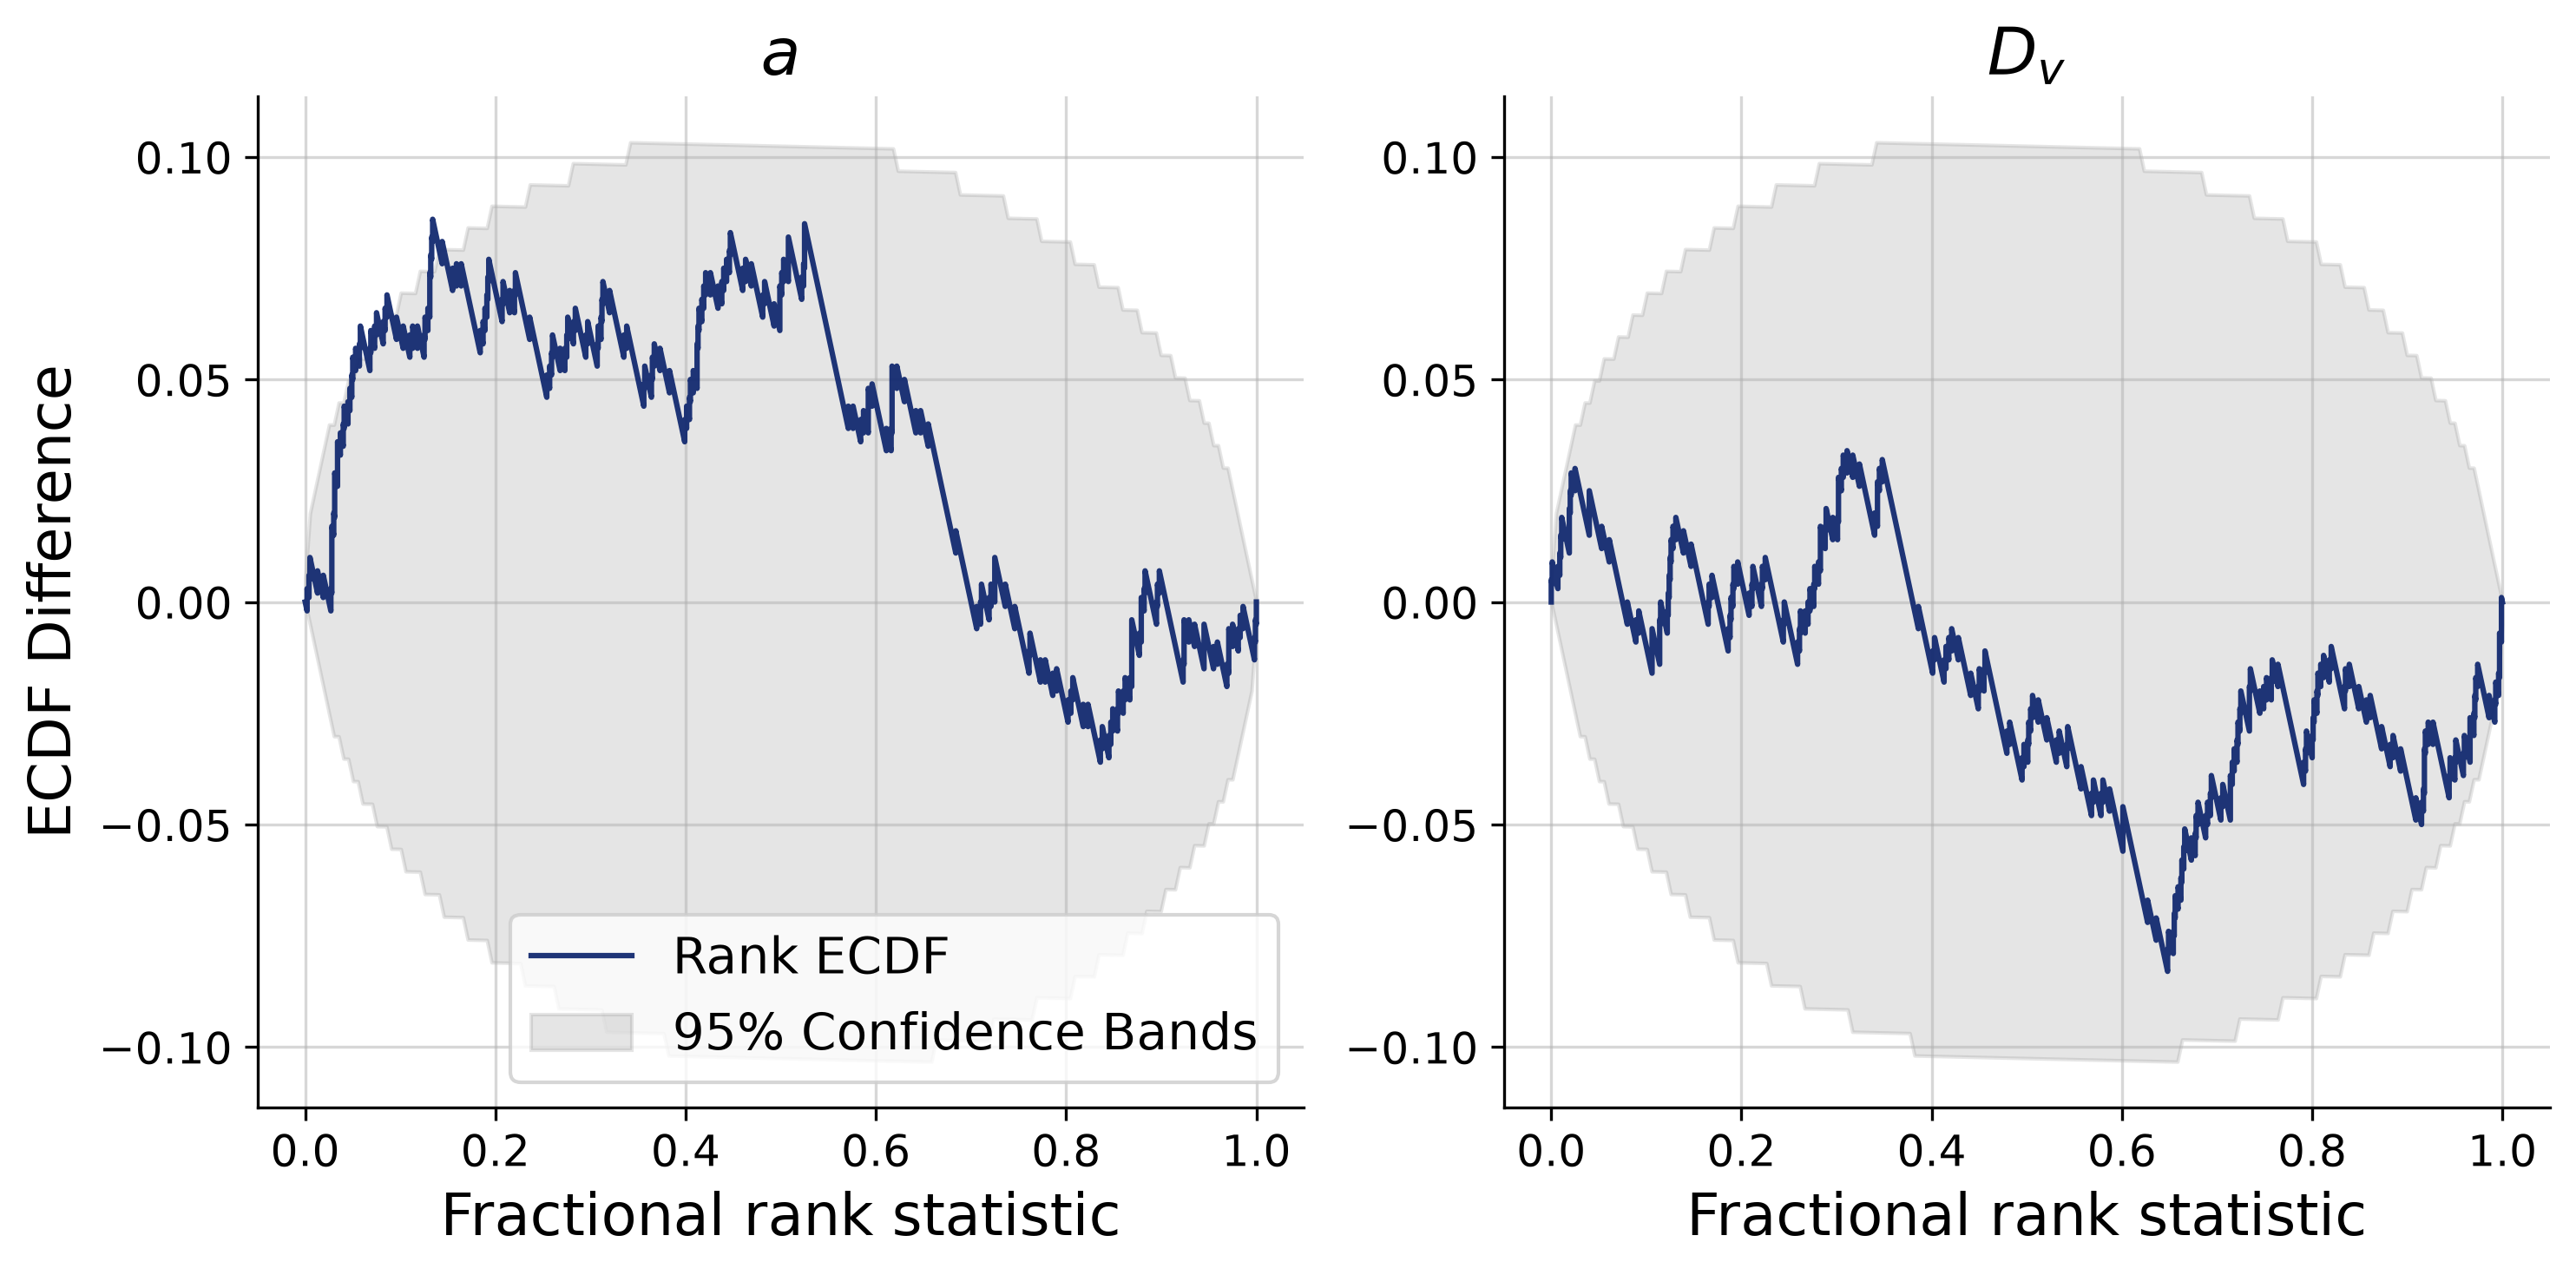 a
D_v
ECDF Difference
0.10
0.05
0.00
−0.05
−0.10
0.10
0.05
0.00
−0.05
−0.10
Rank ECDF
95% Confidence Bands
0.0 0.2 0.4 0.6 0.8 1.0
0.0 0.2 0.4 0.6 0.8 1.0
Fractional rank statistic
Fractional rank statistic